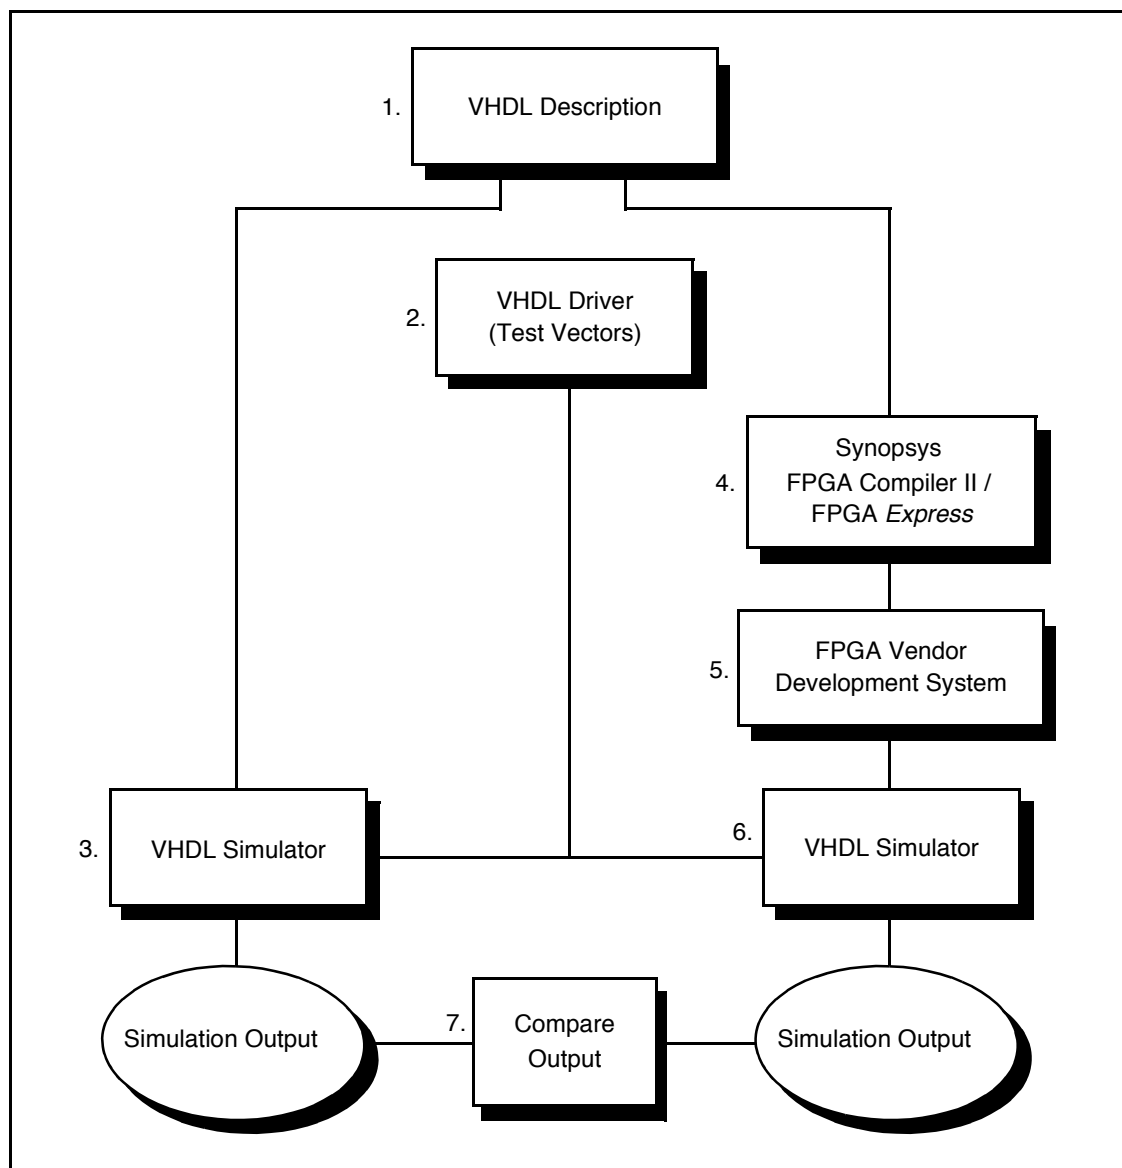 1.
VHDL Description
2.
VHDL Driver
(Test Vectors)
4.
Synopsys
FPGA Compiler II /
FPGA Express
5.
FPGA Vendor
Development System
3.
VHDL Simulator
6.
VHDL Simulator
Simulation Output
7.
Compare
Output
Simulation Output